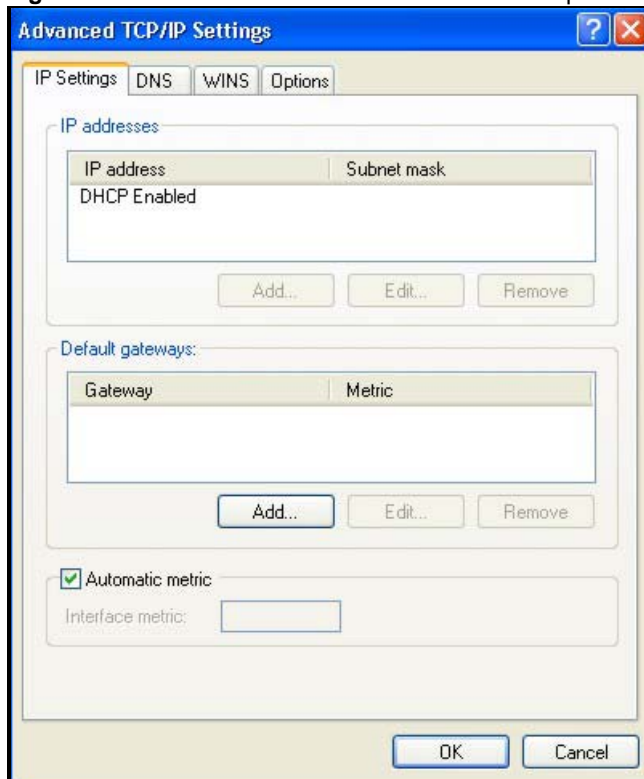 Advanced TCP/IP Settings
IP Settings DNS WINS Options
IP addresses
IP address Subnet mask
DHCP Enabled
Add... Edit... Remove
Default gateways:
Gateway Metric
Add... Edit... Remove
Automatic metric
Interface metric:
OK Cancel